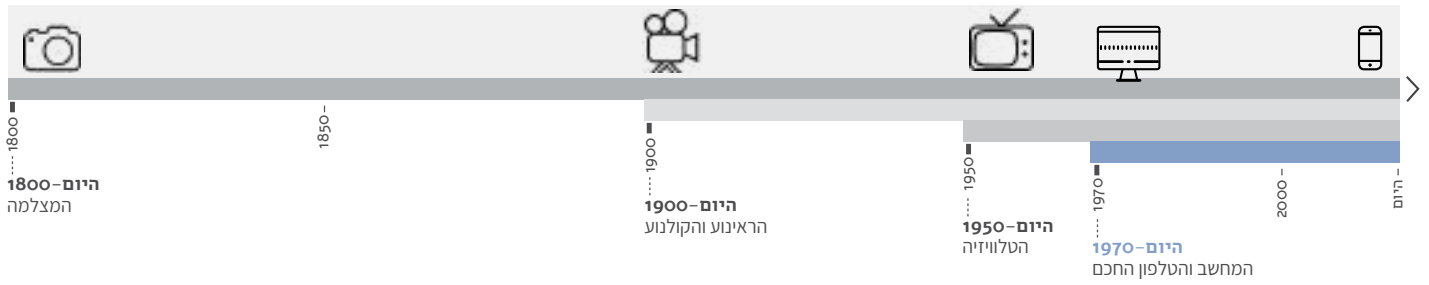 1800
1850
1900
1950
1970
2000
היום
1800–היום
המצלמה
1900–היום
הראינוע והקולנוע
1950–היום
הטלוויזיה
1970–היום
המחשב והטלפון החכם